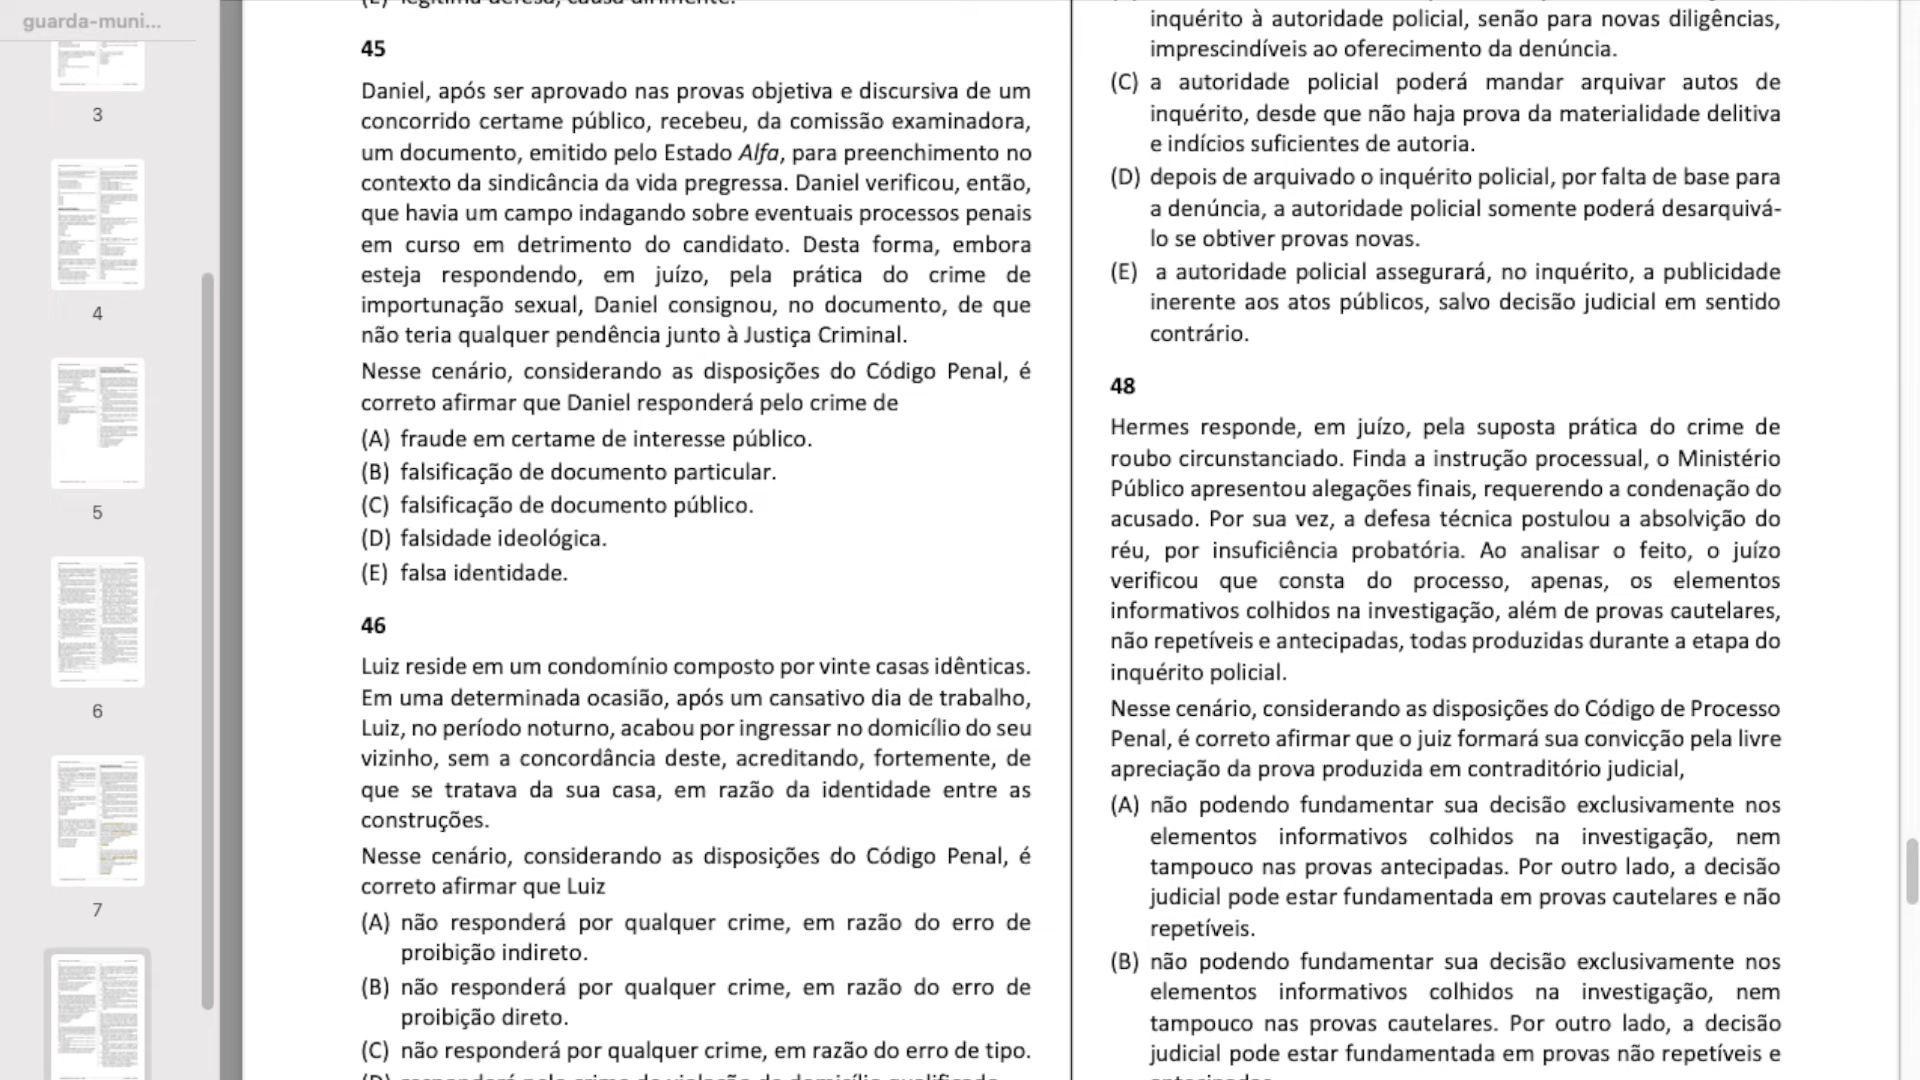 guarda-muni...
3
4
5
6
7
(E) legítima defesa, causa dirimente.
45
Daniel, após ser aprovado nas provas objetiva e discursiva de um
concorrido certame público, recebeu, da comissão examinadora,
um documento, emitido pelo Estado Alfa, para preenchimento no
contexto da sindicância da vida pregressa. Daniel verificou, então,
que havia um campo indagando sobre eventuais processos penais
em curso em detrimento do candidato. Desta forma, embora
esteja respondendo, em juízo, pela prática do crime de
importunação sexual, Daniel consignou, no documento, de que
não teria qualquer pendência junto à Justiça Criminal.
Nesse cenário, considerando as disposições do Código Penal, é
correto afirmar que Daniel responderá pelo crime de
(A) fraude em certame de interesse público.
(B) falsificação de documento particular.
(C) falsificação de documento público.
(D) falsidade ideológica.
(E) falsa identidade.
46
Luiz reside em um condomínio composto por vinte casas idênticas.
Em uma determinada ocasião, após um cansativo dia de trabalho,
Luiz, no período noturno, acabou por ingressar no domicílio do seu
vizinho, sem a concordância deste, acreditando, fortemente, de
que se tratava da sua casa, em razão da identidade entre as
construções.
Nesse cenário, considerando as disposições do Código Penal, é
correto afirmar que Luiz
(A) não responderá por qualquer crime, em razão do erro de
proibição indireto.
(B) não responderá por qualquer crime, em razão do erro de
proibição direto.
(C) não responderá por qualquer crime, em razão do erro de tipo.
(D) responderá pelo crime de violação de domicílio qualificado
inquérito à autoridade policial, senão para novas diligências,
imprescindíveis ao oferecimento da denúncia.
(C) a autoridade policial poderá mandar arquivar autos de
inquérito, desde que não haja prova da materialidade delitiva
e indícios suficientes de autoria.
(D) depois de arquivado o inquérito policial, por falta de base para
a denúncia, a autoridade policial somente poderá desarquivá-
lo se obtiver provas novas.
(E) a autoridade policial assegurará, no inquérito, a publicidade
inerente aos atos públicos, salvo decisão judicial em sentido
contrário.
48
Hermes responde, em juízo, pela suposta prática do crime de
roubo circunstanciado. Finda a instrução processual, o Ministério
Público apresentou alegações finais, requerendo a condenação do
acusado. Por sua vez, a defesa técnica postulou a absolvição do
réu, por insuficiência probatória. Ao analisar o feito, o juízo
verificou que consta do processo, apenas, os elementos
informativos colhidos na investigação, além de provas cautelares,
não repetíveis e antecipadas, todas produzidas durante a etapa do
inquérito policial.
Nesse cenário, considerando as disposições do Código de Processo
Penal, é correto afirmar que o juiz formará sua convicção pela livre
apreciação da prova produzida em contraditório judicial,
(A) não podendo fundamentar sua decisão exclusivamente nos
elementos informativos colhidos na investigação, nem
tampouco nas provas antecipadas. Por outro lado, a decisão
judicial pode estar fundamentada em provas cautelares e não
repetíveis.
(B) não podendo fundamentar sua decisão exclusivamente nos
elementos informativos colhidos na investigação, nem
tampouco nas provas cautelares. Por outro lado, a decisão
judicial pode estar fundamentada em provas não repetíveis e
antecipadas.